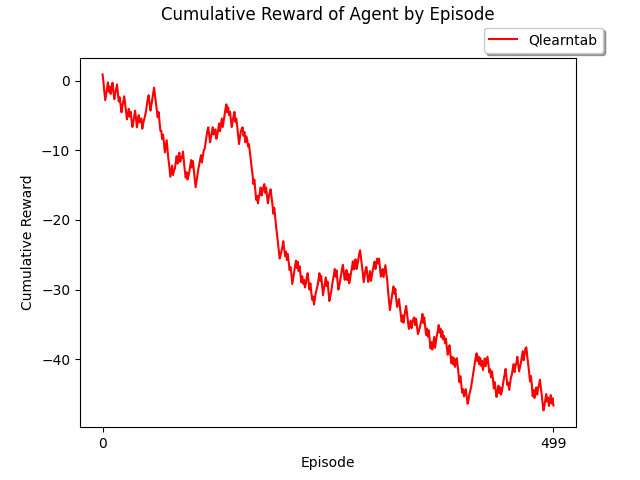 Cumulative Reward of Agent by Episode
Qlearntab
0
−10
−20
−30
−40
Cumulative Reward
0
499
Episode